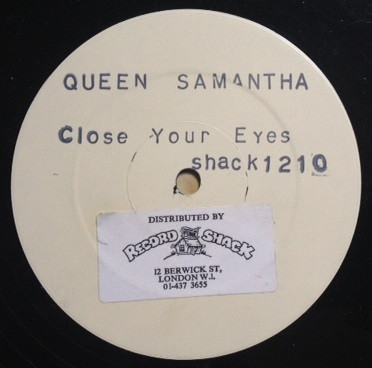 QUEEN SAMANTHA
Close Your Eyes
shack1210
DISTRIBUTED BY
RECORD SHACK
12 BERWICK ST,
LONDON W.1.
01-437 3655